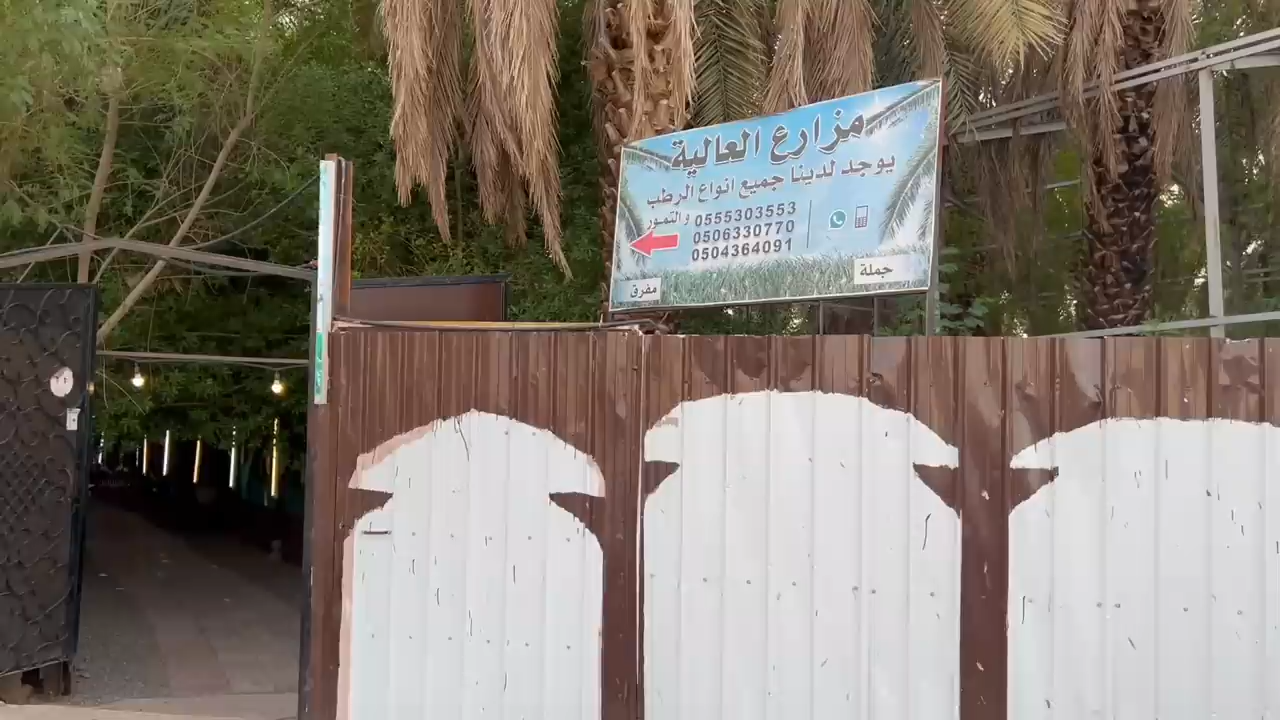 مزارع العالية
يوجد لدينا جميع انواع الرطب
والتمور
0555303553
0506330770
0504364091
جملة
مفرق